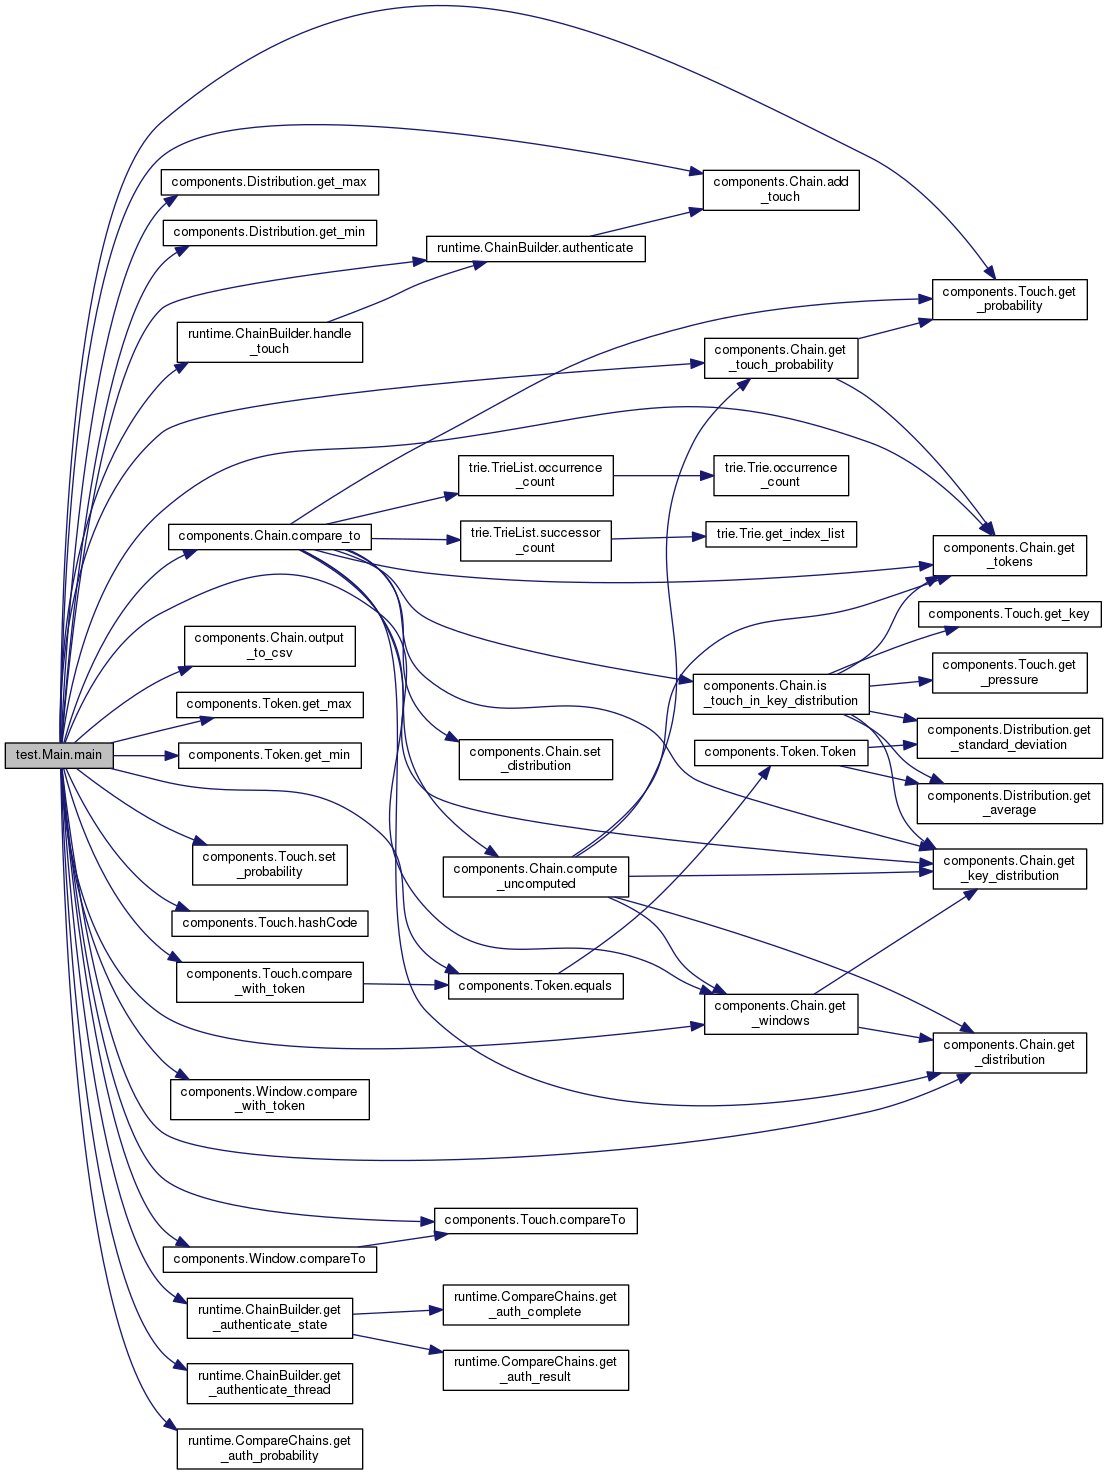 components.Distribution.get_max
components.Chain.add
_touch
components.Distribution.get_min
runtime.ChainBuilder.authenticate
components.Touch.get
_probability
runtime.ChainBuilder.handle
_touch
components.Chain.get
_touch_probability
trie.TrieList.occurrence
_count
trie.Trie.occurrence
_count
components.Chain.compare_to
trie.TrieList.successor
_count
trie.Trie.get_index_list
components.Chain.get
_tokens
components.Touch.get_key
components.Chain.output
_to_csv
components.Touch.get
_pressure
components.Chain.is
_touch_in_key_distribution
components.Token.get_max
components.Distribution.get
_standard_deviation
test.Main.main
components.Token.get_min
components.Chain.set
_distribution
components.Token.Token
components.Distribution.get
_average
components.Touch.set
_probability
components.Chain.compute
_uncomputed
components.Chain.get
_key_distribution
components.Touch.hashCode
components.Touch.compare
_with_token
components.Token.equals
components.Chain.get
_windows
components.Chain.get
_distribution
components.Window.compare
_with_token
components.Touch.compareTo
components.Window.compareTo
runtime.ChainBuilder.get
_authenticate_state
runtime.CompareChains.get
_auth_complete
runtime.CompareChains.get
_auth_result
runtime.ChainBuilder.get
_authenticate_thread
runtime.CompareChains.get
_auth_probability